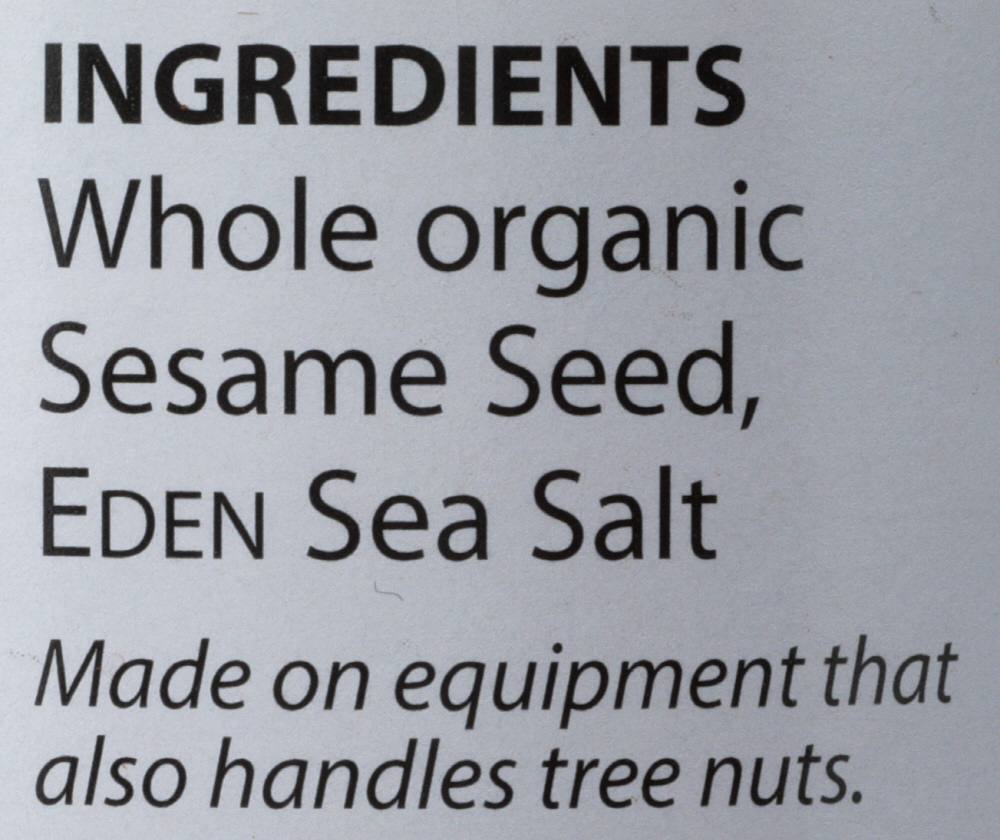 INGREDIENTS
Whole organic
Sesame Seed,
EDEN Sea Salt
Made on equipment that
also handles tree nuts.